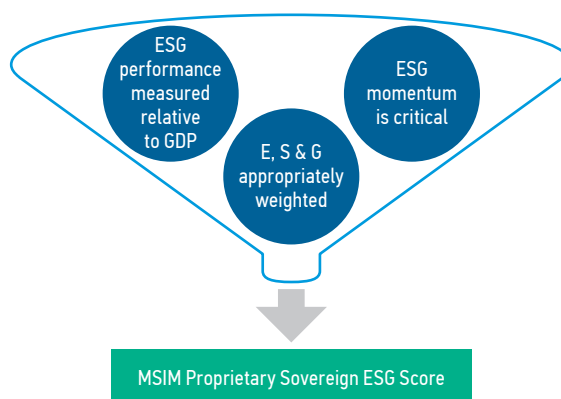 ESG
performance
measured
relative
to GDP
ESG
momentum
is critical
E, S & G
appropriately
weighted
MSIM Proprietary Sovereign ESG Score